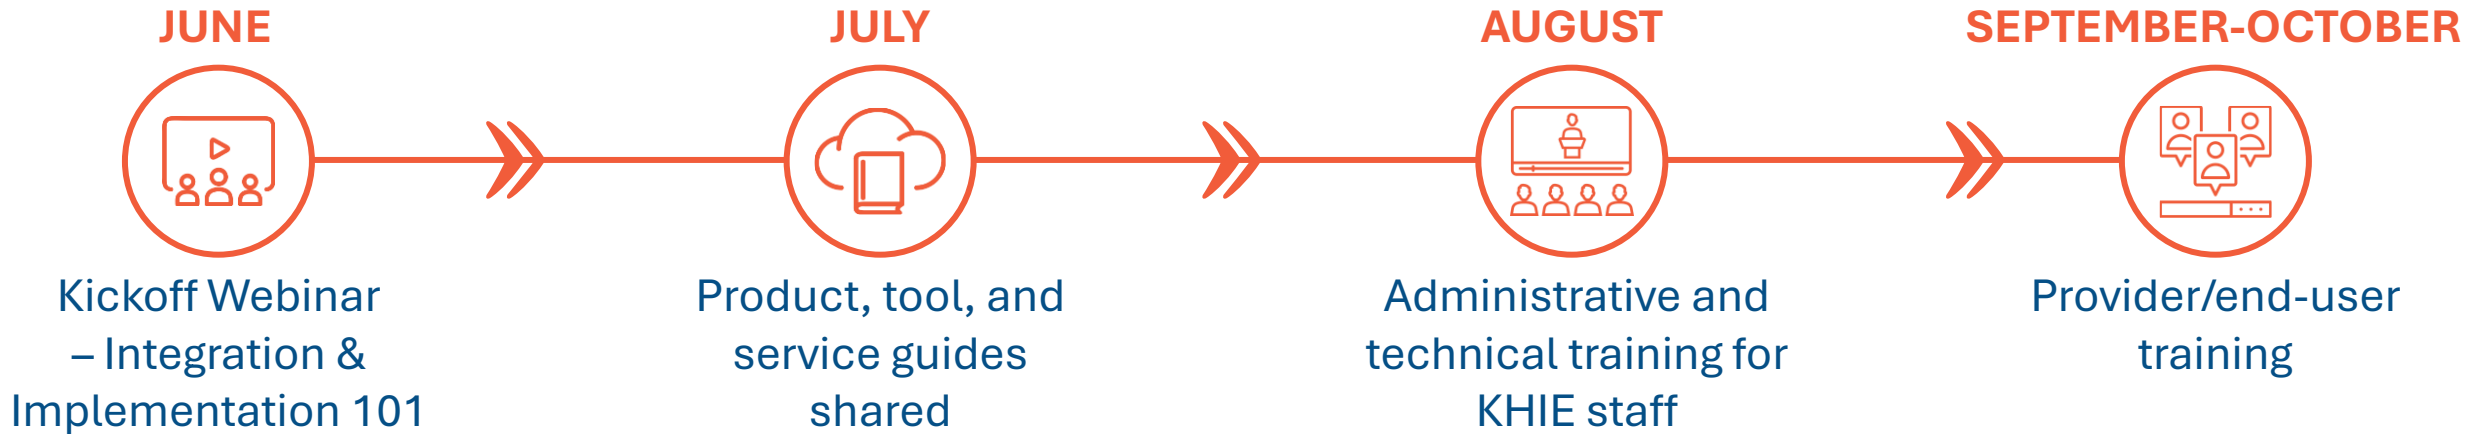 JUNE
Kickoff Webinar
– Integration &
Implementation 101
JULY
Product, tool, and
service guides
shared
AUGUST
Administrative and
technical training for
KHIE staff
SEPTEMBER-OCTOBER
Provider/end-user
training